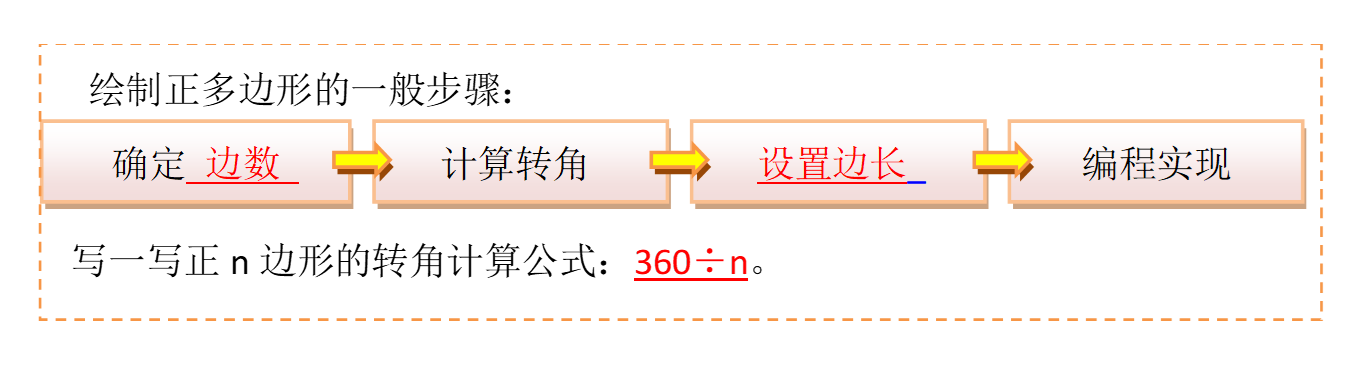 绘制正多边形的一般步骤：
确定 边数 计算转角 设置边长 编程实现
写一写正 n 边形的转角计算公式：360÷n。